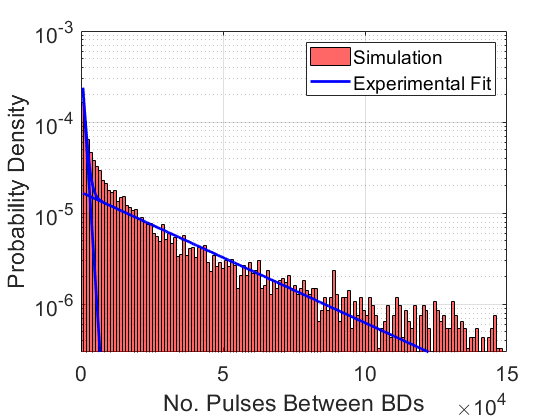 10^-3
Simulation
Experimental Fit
10^-4
Probability Density
10^-5
10^-6
0 5 10 15
No. Pulses Between BDs
×10^4